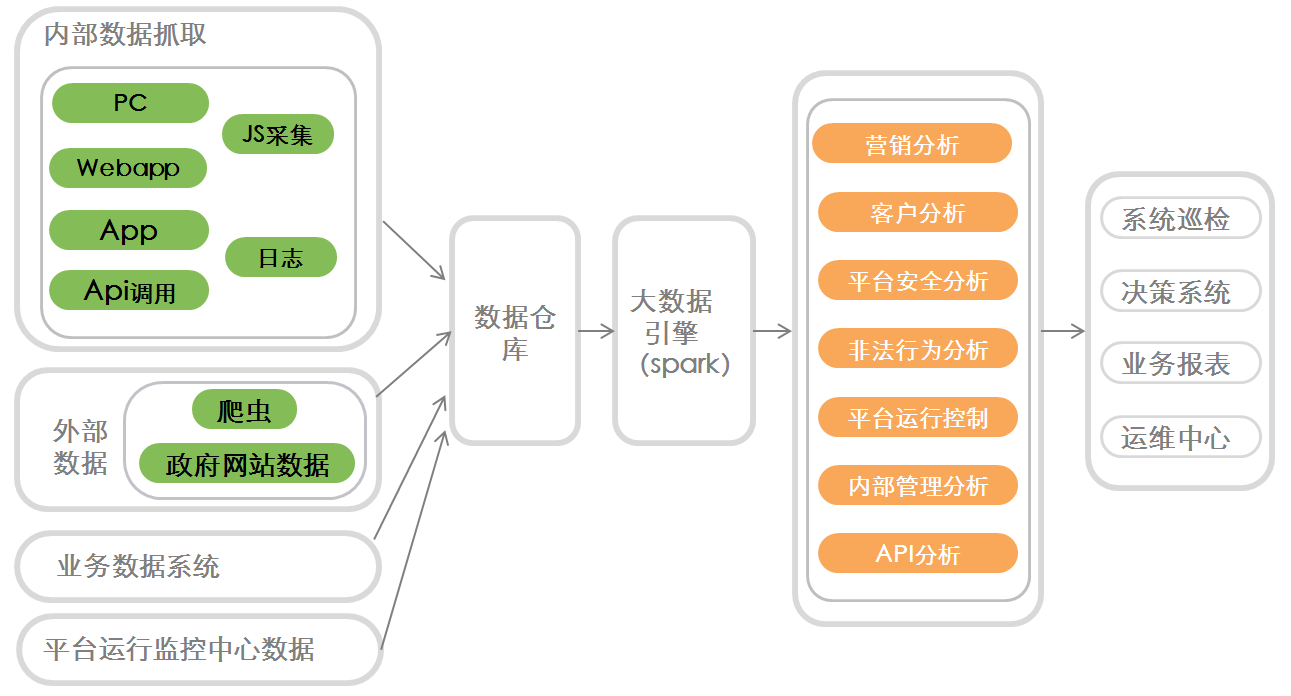 内部数据抓取
PC
JS采集
Webapp
App
日志
Api调用
外部
数据
爬虫
政府网站数据
业务数据系统
平台运行监控中心数据
数据仓
库
大数据
引擎
（spark）
营销分析
客户分析
平台安全分析
非法行为分析
平台运行控制
内部管理分析
API分析
系统巡检
决策系统
业务报表
运维中心